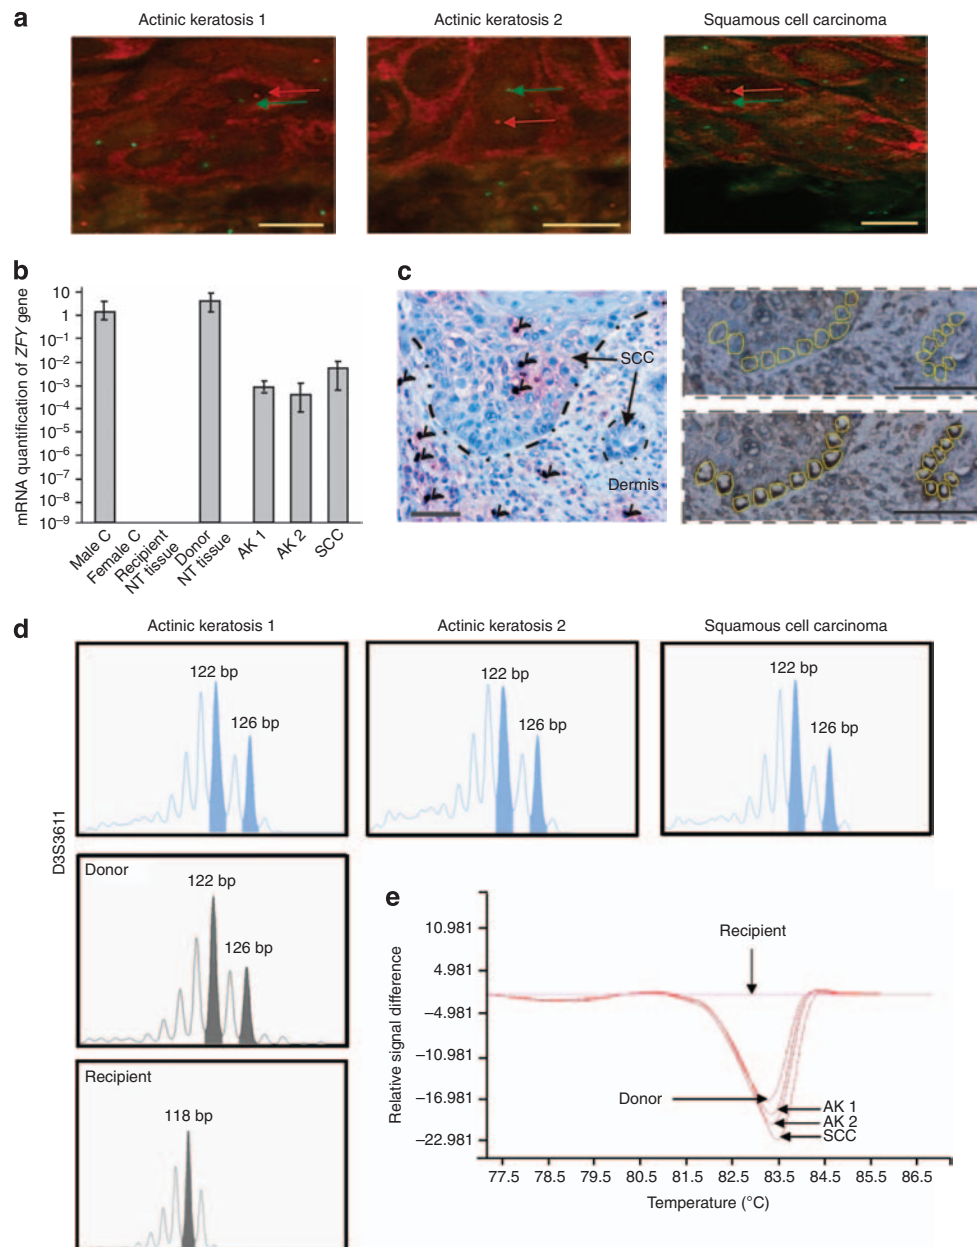 a
Actinic keratosis 1
Actinic keratosis 2
Squamous cell carcinoma
b
mRNA quantification of ZFY gene
10
1
10⁻¹
10⁻²
10⁻³
10⁻⁴
10⁻⁵
10⁻⁶
10⁻⁷
10⁻⁸
10⁻⁹
Male C
Female C
Recipient
NT tissue
Donor
NT tissue
AK 1
AK 2
SCC
c
SCC
Dermis
d
Actinic keratosis 1
Actinic keratosis 2
Squamous cell carcinoma
D3S3611
122 bp
126 bp
122 bp
126 bp
122 bp
126 bp
Donor
122 bp
126 bp
Recipient
118 bp
e
Relative signal difference
10.981
4.981
−4.981
−10.981
−16.981
−22.981
Recipient
Donor
AK 1
AK 2
SCC
77.5 78.5 79.5 80.5 81.5 82.5 83.5 84.5 85.5 86.5
Temperature (°C)